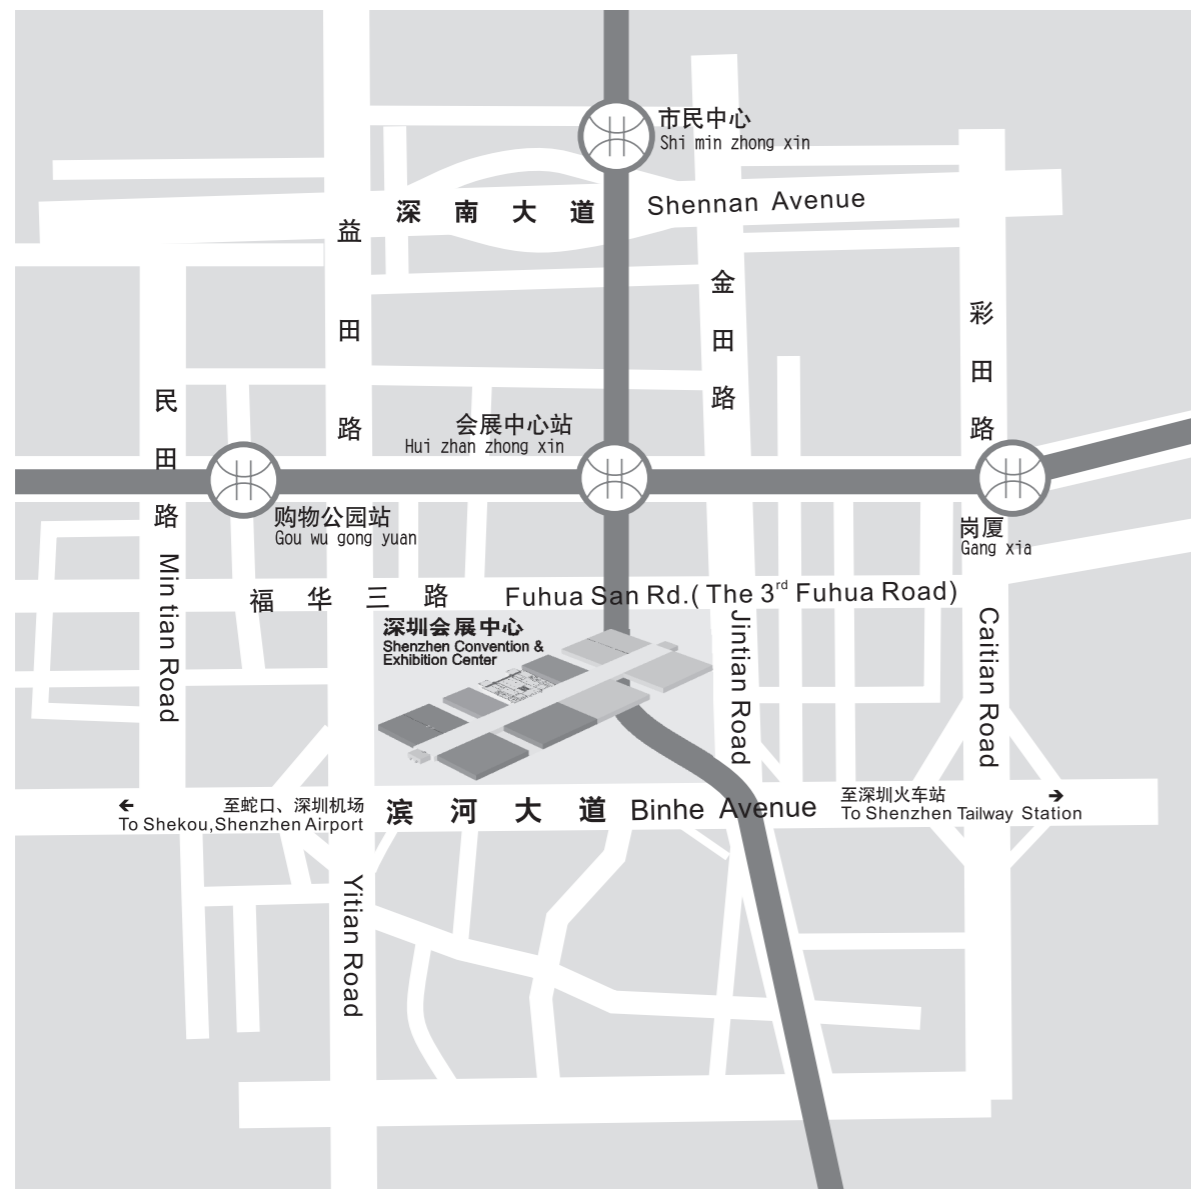 市民中心
Shi min zhong xin
深南大道 Shennan Avenue
益田路
金田路
彩田路
民田路
会展中心站
Hui zhan zhong xin
购物公园站
Gou wu gong yuan
岗厦
Gang xia
Min tian Road
福华三路 Fuhua San Rd.( The 3rd Fuhua Road)
深圳会展中心
Shenzhen Convention &
Exhibition Center
Jintian Road
Caitian Road
至蛇口、深圳机场
To Shekou,Shenzhen Airport
滨河大道 Binhe Avenue
至深圳火车站
To Shenzhen Tailway Station
Yitian Road